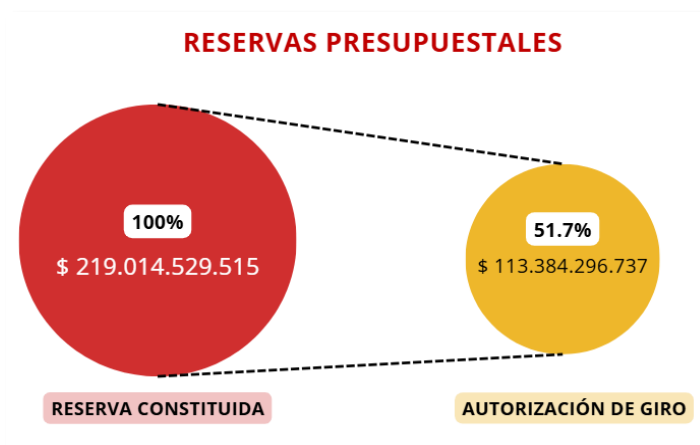 RESERVAS PRESUPUESTALES
100%
$ 219.014.529.515
51.7%
$ 113.384.296.737
RESERVA CONSTITUIDA
AUTORIZACIÓN DE GIRO